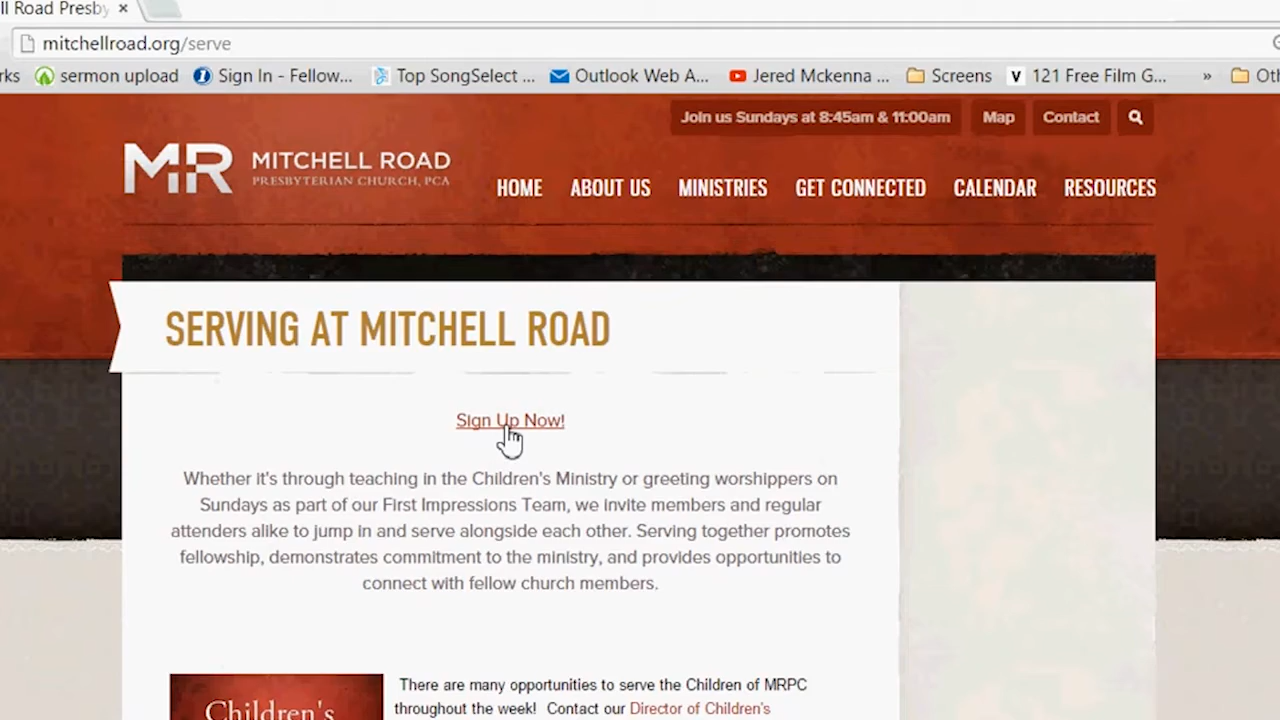 ll Road Presby ×
mitchellroad.org/serve
rks sermon upload Sign In - Fellow... Top SongSelect ... Outlook Web A... Jered Mckenna ... Screens V 121 Free Film G... » Oth
Join us Sundays at 8:45am & 11:00am Map Contact
MR MITCHELL ROAD
PRESBYTERIAN CHURCH, PCA
HOME ABOUT US MINISTRIES GET CONNECTED CALENDAR RESOURCES
SERVING AT MITCHELL ROAD
Sign Up Now!
Whether it's through teaching in the Children's Ministry or greeting worshippers on
Sundays as part of our First Impressions Team, we invite members and regular
attenders alike to jump in and serve alongside each other. Serving together promotes
fellowship, demonstrates commitment to the ministry, and provides opportunities to
connect with fellow church members.
Children's
There are many opportunities to serve the Children of MRPC
throughout the week! Contact our Director of Children's